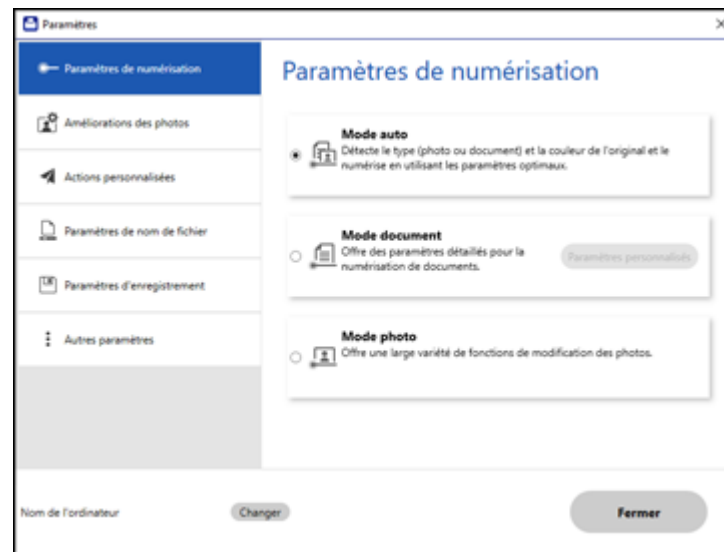 Paramètres
Paramètres de numérisation
Améliorations des photos
Actions personnalisées
Paramètres de nom de fichier
Paramètres d'enregistrement
Autres paramètres
Paramètres de numérisation
Mode auto
Détecte le type (photo ou document) et la couleur de l'original et le
numérise en utilisant les paramètres optimaux.
Mode document
Offre des paramètres détaillés pour la
numérisation de documents.
Paramètres personnalisés
Mode photo
Offre une large variété de fonctions de modification des photos.
Nom de l'ordinateur
Changer
Fermer